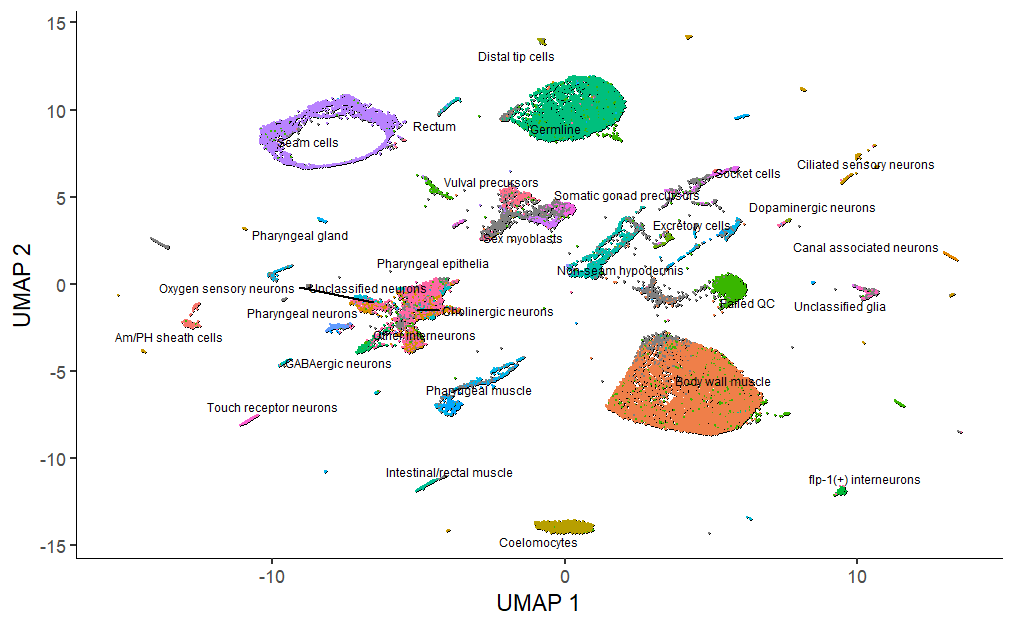 15
Distal tip cells
10
Rectum
Germline
Seam cells
Ciliated sensory neurons
Socket cells
Vulval precursors
5
Somatic gonad precursors
Dopaminergic neurons
Excretory cells
Pharyngeal gland
Sex myoblasts
Canal associated neurons
Pharyngeal epithelia
Non-seam hypodermis
0
Oxygen sensory neurons
Unclassified neurons
Failed QC
Unclassified glia
Pharyngeal neurons
Cholinergic neurons
Am/PH sheath cells
Other interneurons
GABAergic neurons
-5
Body wall muscle
Pharyngeal muscle
Touch receptor neurons
-10
Intestinal/rectal muscle
flp-1(+) interneurons
Coelomocytes
-15
-10
0
10
UMAP 1
UMAP 2